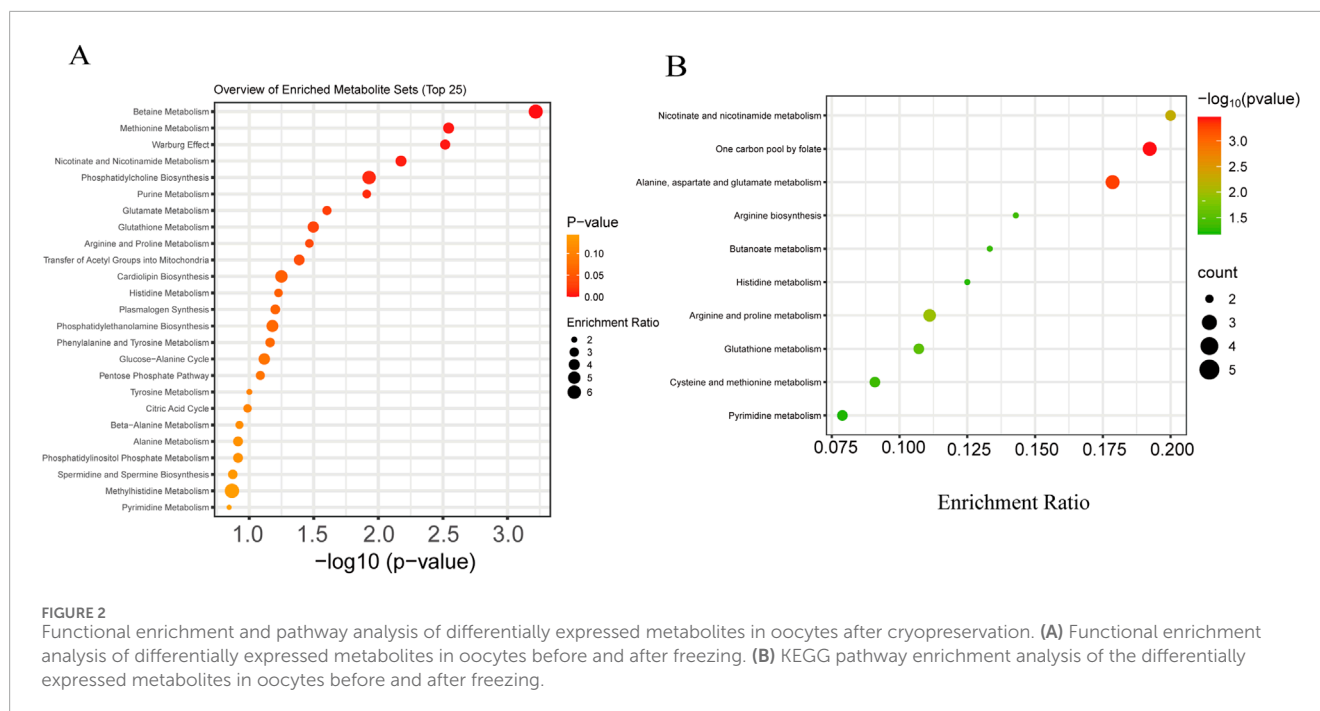 A
Overview of Enriched Metabolite Sets (Top 25)
Betaine Metabolism
Methionine Metabolism
Warburg Effect
Nicotinate and Nicotinamide Metabolism
Phosphatidylcholine Biosynthesis
Purine Metabolism
Glutamate Metabolism
Glutathione Metabolism
Arginine and Proline Metabolism
Transfer of Acetyl Groups into Mitochondria
Cardiolipin Biosynthesis
Histidine Metabolism
Plasmalogen Synthesis
Phosphatidylethanolamine Biosynthesis
Phenylalanine and Tyrosine Metabolism
Glucose−Alanine Cycle
Pentose Phosphate Pathway
Tyrosine Metabolism
Citric Acid Cycle
Beta−Alanine Metabolism
Alanine Metabolism
Phosphatidylinositol Phosphate Metabolism
Spermidine and Spermine Biosynthesis
Methylhistidine Metabolism
Pyrimidine Metabolism
1.0 1.5 2.0 2.5 3.0
−log10 (p−value)
P−value
0.10
0.05
0.00
Enrichment Ratio
2
3
4
5
6
B
Nicotinate and nicotinamide metabolism
One carbon pool by folate
Alanine, aspartate and glutamate metabolism
Arginine biosynthesis
Butanoate metabolism
Histidine metabolism
Arginine and proline metabolism
Glutathione metabolism
Cysteine and methionine metabolism
Pyrimidine metabolism
0.075 0.100 0.125 0.150 0.175 0.200
Enrichment Ratio
−log₁₀(pvalue)
3.0
2.5
2.0
1.5
count
2
3
4
5
FIGURE 2
Functional enrichment and pathway analysis of differentially expressed metabolites in oocytes after cryopreservation. (A) Functional enrichment
analysis of differentially expressed metabolites in oocytes before and after freezing. (B) KEGG pathway enrichment analysis of the differentially
expressed metabolites in oocytes before and after freezing.